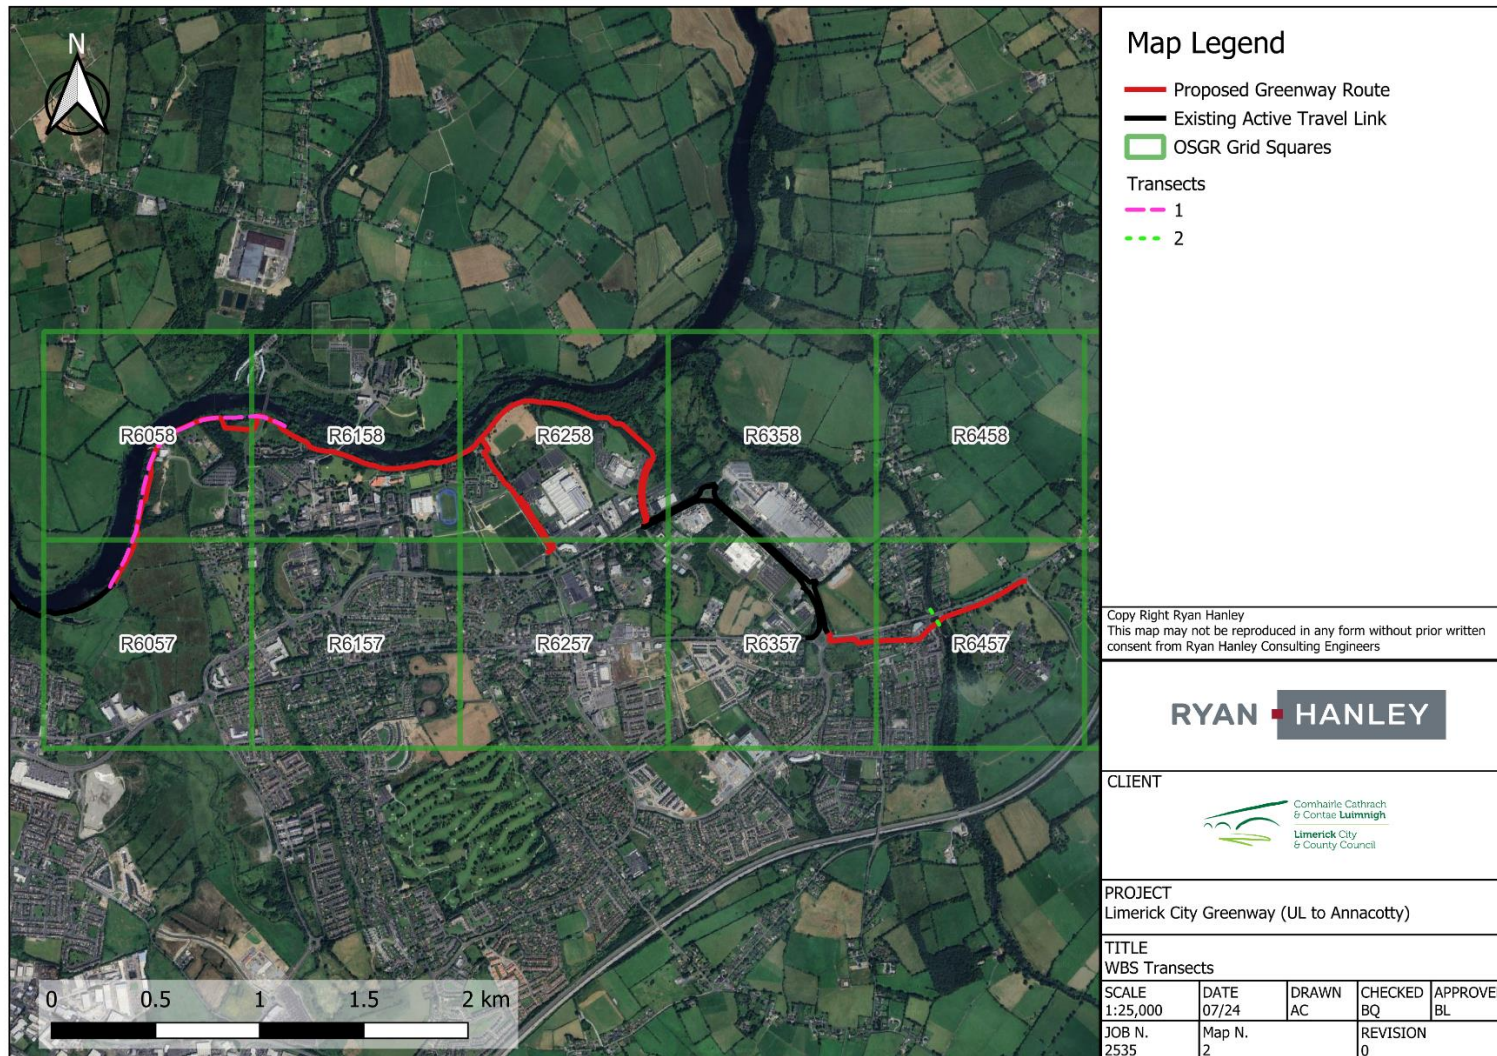 N
R6058
R6158
R6258
R6358
R6458
R6057
R6157
R6257
R6357
R6457
0 0.5 1 1.5 2 km
Map Legend
Proposed Greenway Route
Existing Active Travel Link
OSGR Grid Squares
Transects
1
2
Copy Right Ryan Hanley
This map may not be reproduced in any form without prior written
consent from Ryan Hanley Consulting Engineers
RYAN HANLEY
CLIENT
Comhairle Cathrach
& Contae Luimnigh
Limerick City
& County Council
PROJECT
Limerick City Greenway (UL to Annacotty)
TITLE
WBS Transects
SCALE DATE DRAWN CHECKED APPROVE
1:25,000 07/24 AC BQ BL
JOB N. Map N. REVISION
2535 2 0